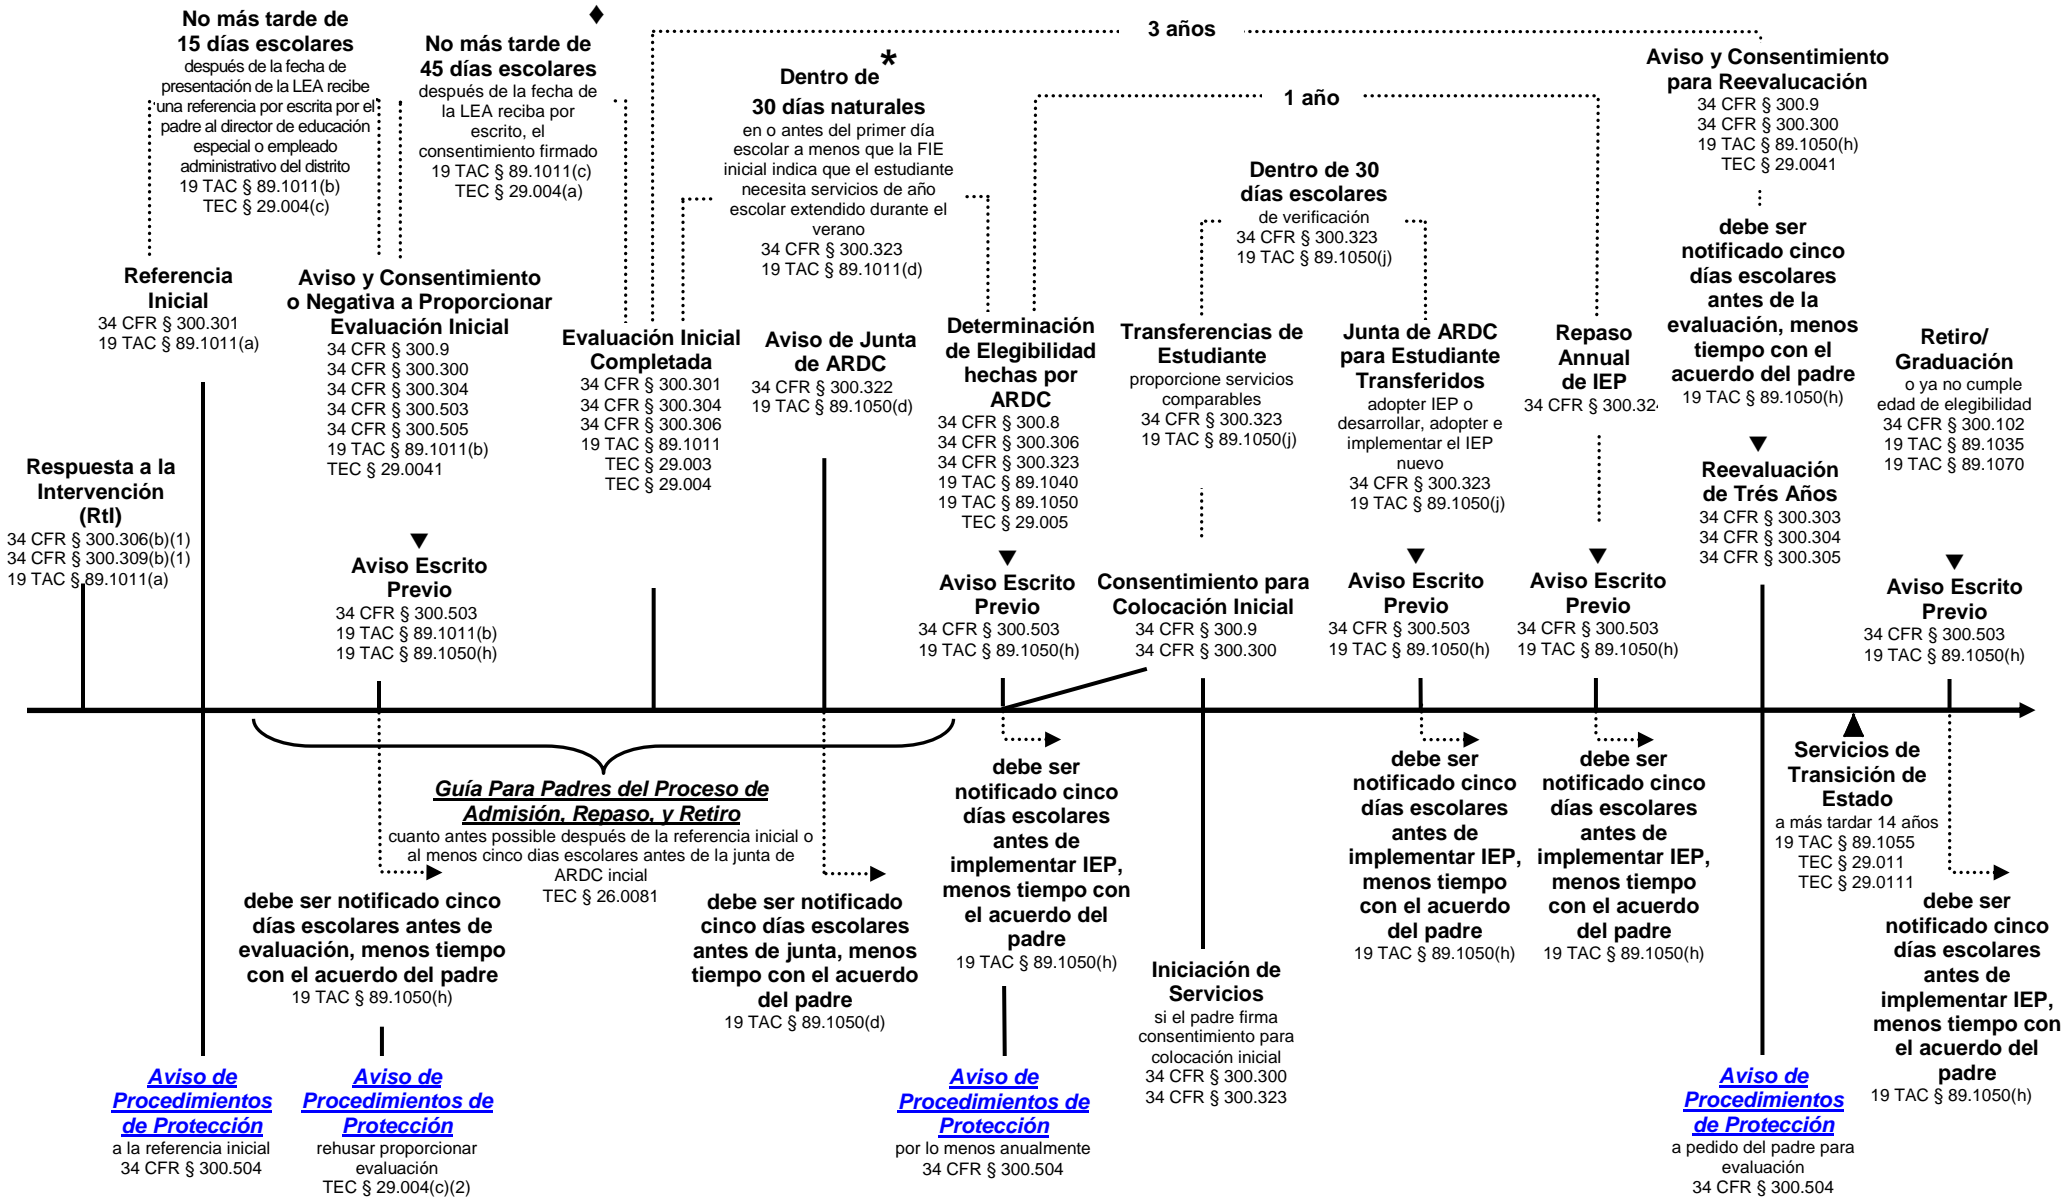 No más tarde de
15 días escolares
después de la fecha de
presentación de la LEA recibe
una referencia por escrita por el
padre al director de educación
especial o empleado
administrativo del distrito
19 TAC § 89.1011(b)
TEC § 29.004(c)
♦
No más tarde de
45 días escolares
después de la fecha de
la LEA reciba por
escrito, el
consentimiento firmado
19 TAC § 89.1011(c)
TEC § 29.004(a)
Dentro de *
30 días naturales
en o antes del primer día
escolar a menos que la FIE
inicial indica que el estudiante
necesita servicios de año
escolar extendido durante el
verano
34 CFR § 300.323
19 TAC § 89.1011(d)
3 años
1 año
Dentro de 30
días escolares
de verificación
34 CFR § 300.323
19 TAC § 89.1050(j)
Aviso y Consentimiento
para Reevalucación
34 CFR § 300.9
34 CFR § 300.300
19 TAC § 89.1050(h)
TEC § 29.0041
debe ser
notificado cinco
días escolares
antes de la
evaluación, menos
tiempo con el
acuerdo del padre
19 TAC § 89.1050(h)
Respuesta a la
Intervención
(RtI)
34 CFR § 300.306(b)(1)
34 CFR § 300.309(b)(1)
19 TAC § 89.1011(a)
Referencia
Inicial
34 CFR § 300.301
19 TAC § 89.1011(a)
Aviso y Consentimiento
o Negativa a Proporcionar
Evaluación Inicial
34 CFR § 300.9
34 CFR § 300.300
34 CFR § 300.304
34 CFR § 300.503
34 CFR § 300.505
19 TAC § 89.1011(b)
TEC § 29.0041
Aviso Escrito
Previo
34 CFR § 300.503
19 TAC § 89.1011(b)
19 TAC § 89.1050(h)
Evaluación Inicial
Completada
34 CFR § 300.301
34 CFR § 300.304
34 CFR § 300.306
19 TAC § 89.1011
TEC § 29.003
TEC § 29.004
Aviso de Junta
de ARDC
34 CFR § 300.322
19 TAC § 89.1050(d)
Determinación
de Elegibilidad
hechas por
ARDC
34 CFR § 300.8
34 CFR § 300.306
34 CFR § 300.323
19 TAC § 89.1040
19 TAC § 89.1050
TEC § 29.005
Aviso Escrito
Previo
34 CFR § 300.503
19 TAC § 89.1050(h)
Transferencias de
Estudiante
proporcione servicios
comparables
34 CFR § 300.323
19 TAC § 89.1050(j)
Consentimiento para
Colocación Inicial
34 CFR § 300.9
34 CFR § 300.300
Junta de ARDC
para Estudiante
Transferidos
adopter IEP o
desarrollar, adopter e
implementar el IEP
nuevo
34 CFR § 300.323
19 TAC § 89.1050(j)
Aviso Escrito
Previo
34 CFR § 300.503
19 TAC § 89.1050(h)
Repaso
Annual
de IEP
34 CFR § 300.32
Aviso Escrito
Previo
34 CFR § 300.503
19 TAC § 89.1050(h)
Reevaluación
de Trés Años
34 CFR § 300.303
34 CFR § 300.304
34 CFR § 300.305
Retiro/
Graduación
o ya no cumple
edad de elegibilidad
34 CFR § 300.102
19 TAC § 89.1035
19 TAC § 89.1070
Aviso Escrito
Previo
34 CFR § 300.503
19 TAC § 89.1050(h)
Guía Para Padres del Proceso de
Admisión, Repaso, y Retiro
cuanto antes possible después de la referencia inicial o
al menos cinco dias escolares antes de la junta de
ARDC incial
TEC § 26.0081
debe ser notificado cinco
días escolares antes de
evaluación, menos tiempo
con el acuerdo del padre
19 TAC § 89.1050(h)
debe ser notificado
cinco días escolares
antes de junta, menos
tiempo con el acuerdo
del padre
19 TAC § 89.1050(d)
debe ser
notificado cinco
días escolares
antes de
implementar IEP,
menos tiempo con
el acuerdo del
padre
19 TAC § 89.1050(h)
Iniciación de
Servicios
si el padre firma
consentimiento para
colocación inicial
34 CFR § 300.300
34 CFR § 300.323
debe ser
notificado cinco
días escolares
antes de
implementar IEP,
menos tiempo
con el acuerdo
del padre
19 TAC § 89.1050(h)
debe ser
notificado cinco
días escolares
antes de
implementar IEP,
menos tiempo
con el acuerdo
del padre
19 TAC § 89.1050(h)
Servicios de
Transición de
Estado
a más tardar 14 años
19 TAC § 89.1055
TEC § 29.011
TEC § 29.0111
debe ser
notificado cinco
días escolares
antes de
implementar IEP,
menos tiempo con
el acuerdo del
padre
19 TAC § 89.1050(h)
Aviso de
Procedimientos
de Protección
a la referencia inicial
34 CFR § 300.504
Aviso de
Procedimientos de
Protección
rehusar proporcionar
evaluación
TEC § 29.004(c)(2)
Aviso de
Procedimientos de
Protección
por lo menos anualmente
34 CFR § 300.504
Aviso de
Procedimientos
de Protección
a pedido del padre para
evaluación
34 CFR § 300.504